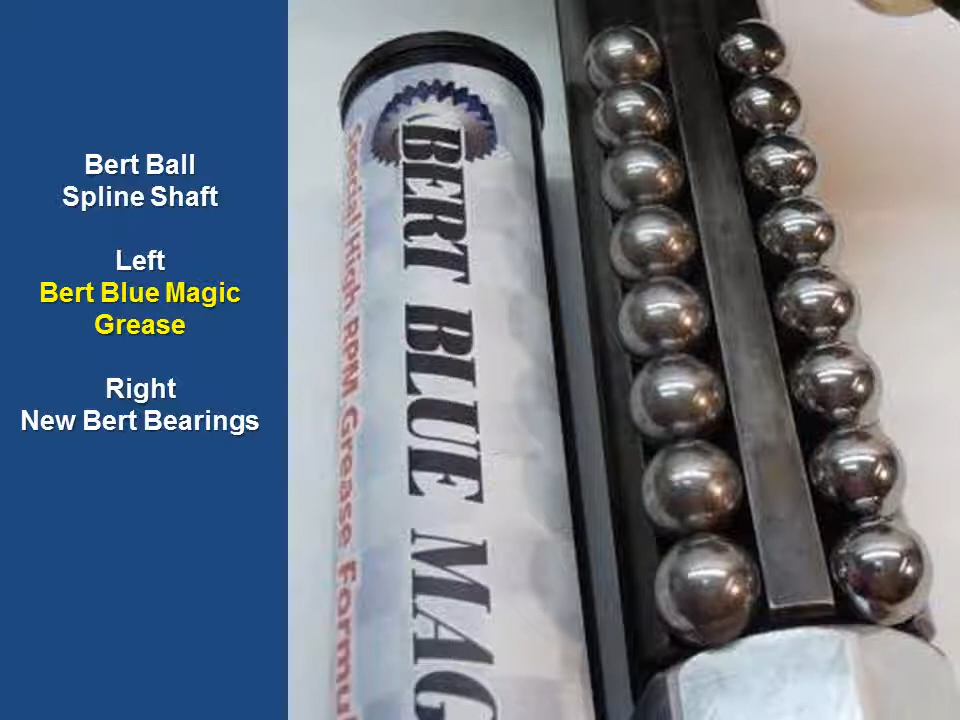 Bert Ball
Spline Shaft
Left
Bert Blue Magic
Grease
Right
New Bert Bearings
BERT BLUE MAG
Special High RPM Grease Formul